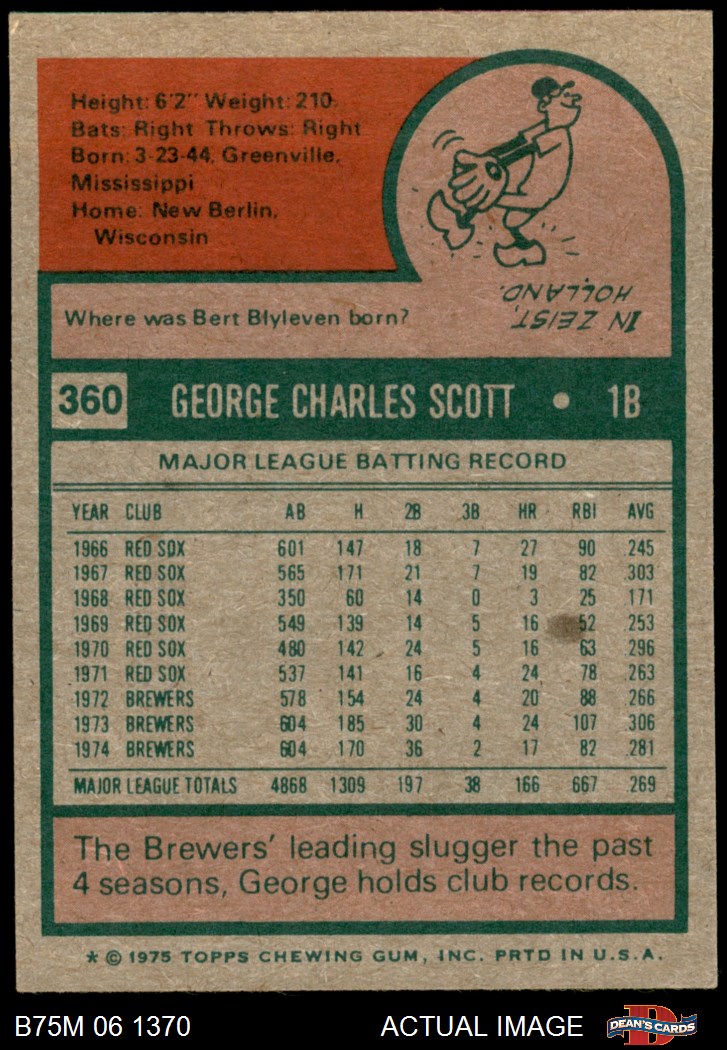 Height: 6'2" Weight: 210.
Bats: Right Throws: Right
Born: 3-23-44, Greenville,
Mississippi
Home: New Berlin,
Wisconsin
Where was Bert Blyleven born?
IN ZEIST,
HOLLAND.
360 GEORGE CHARLES SCOTT • 1B
MAJOR LEAGUE BATTING RECORD
YEAR CLUB AB H 2B 3B HR RBI AVG
1966 RED SOX 601 147 18 7 27 90 .245
1967 RED SOX 565 171 21 7 19 82 .303
1968 RED SOX 350 60 14 0 3 25 .171
1969 RED SOX 549 139 14 5 16 52 .253
1970 RED SOX 480 142 24 5 16 63 .296
1971 RED SOX 537 141 16 4 24 78 .263
1972 BREWERS 578 154 24 4 20 88 .266
1973 BREWERS 604 185 30 4 24 107 .306
1974 BREWERS 604 170 36 2 17 82 .281
MAJOR LEAGUE TOTALS 4868 1309 197 38 166 667 .269
The Brewers' leading slugger the past
4 seasons, George holds club records.
* © 1975 TOPPS CHEWING GUM, INC. PRTD IN U.S.A.
B75M 06 1370 ACTUAL IMAGE D DEAN'S CARDS